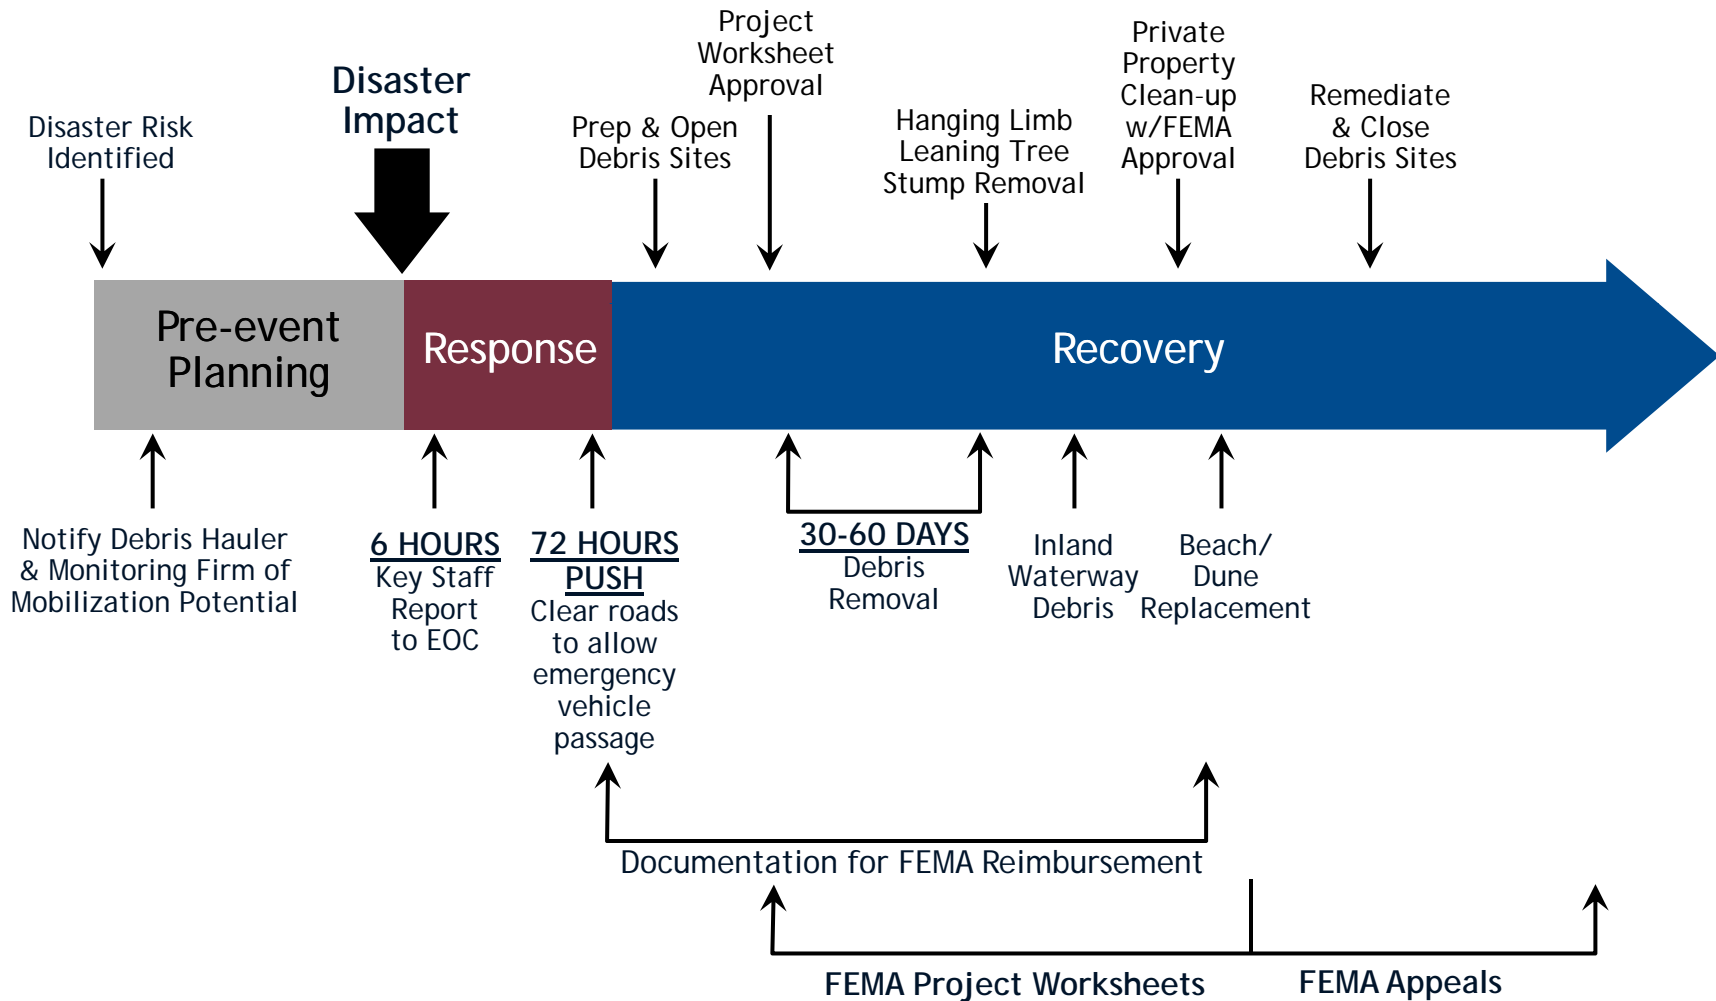 Disaster Risk
Identified
Disaster
Impact
Prep & Open
Debris Sites
Project
Worksheet
Approval
Hanging Limb
Leaning Tree
Stump Removal
Private
Property
Clean-up
w/FEMA
Approval
Remediate
& Close
Debris Sites
Pre-event
Planning
Response
Recovery
Notify Debris Hauler
& Monitoring Firm of
Mobilization Potential
6 HOURS
Key Staff
Report
to EOC
72 HOURS
PUSH
Clear roads
to allow
emergency
vehicle
passage
30-60 DAYS
Debris
Removal
Inland
Waterway
Debris
Beach/
Dune
Replacement
Documentation for FEMA Reimbursement
FEMA Project Worksheets
FEMA Appeals